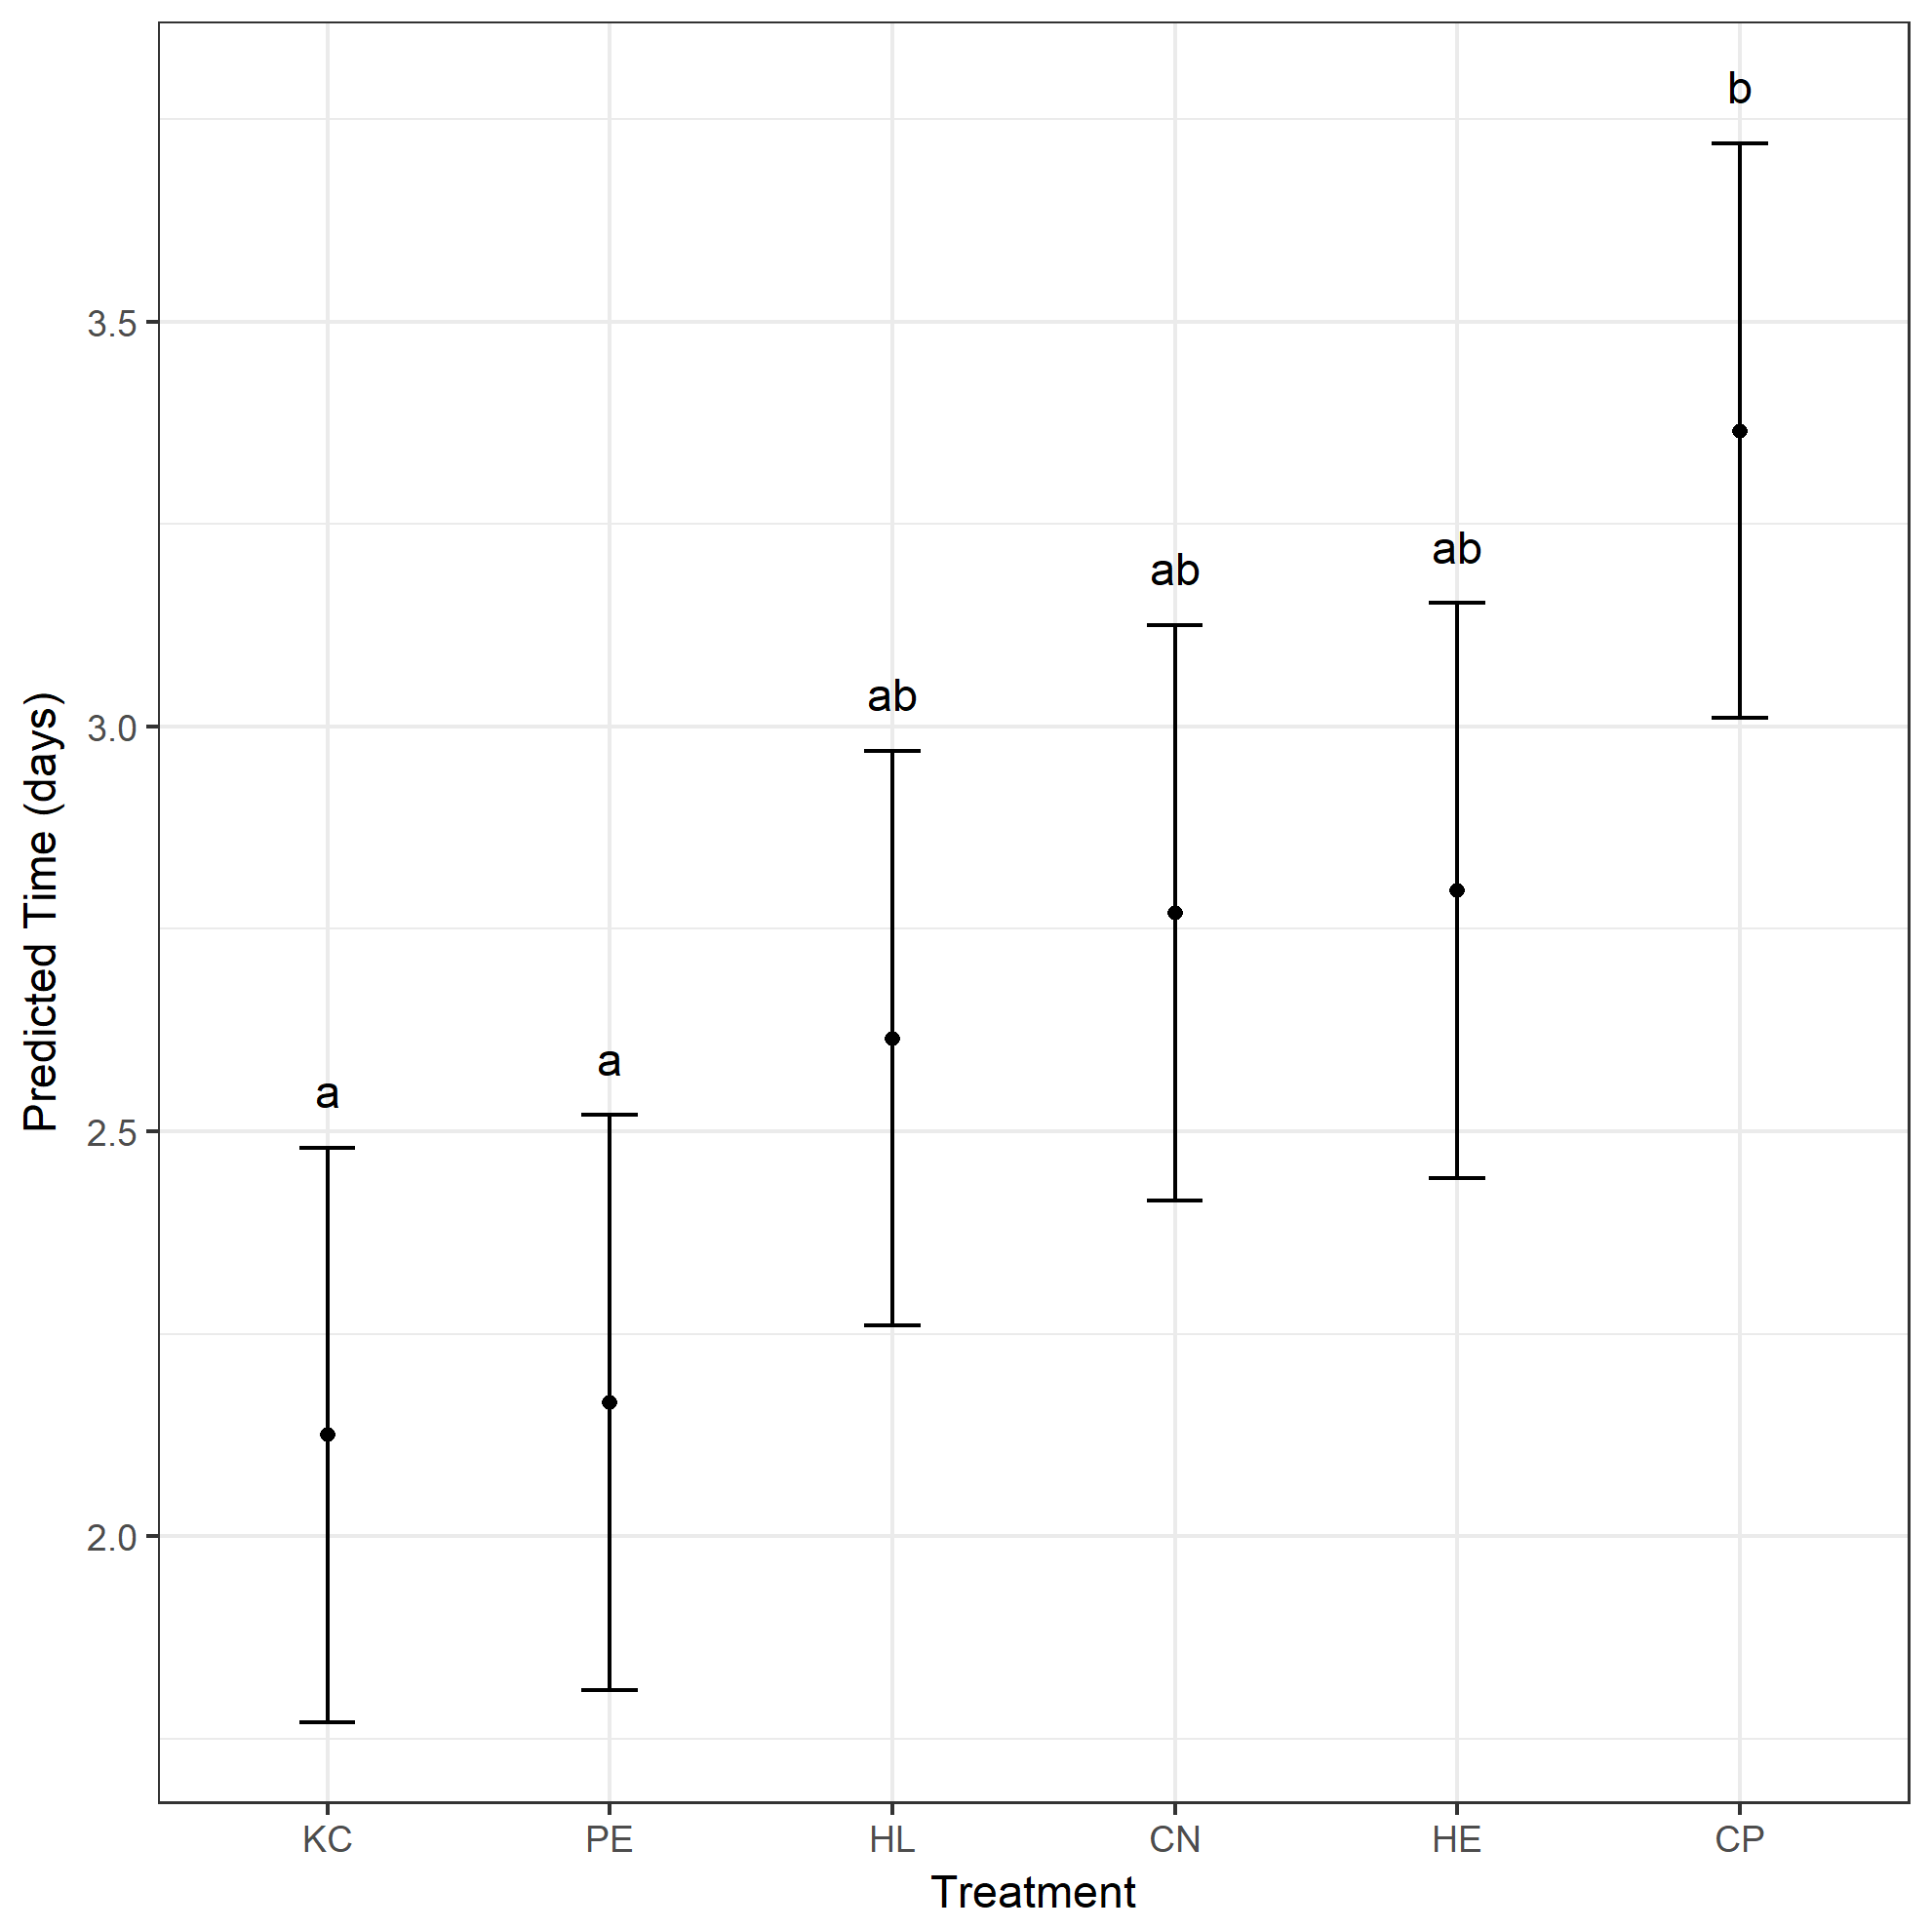 b
3.5
ab
ab
ab
3.0
a
a
2.5
2.0
Predicted Time (days)
KC PE HL CN HE CP
Treatment